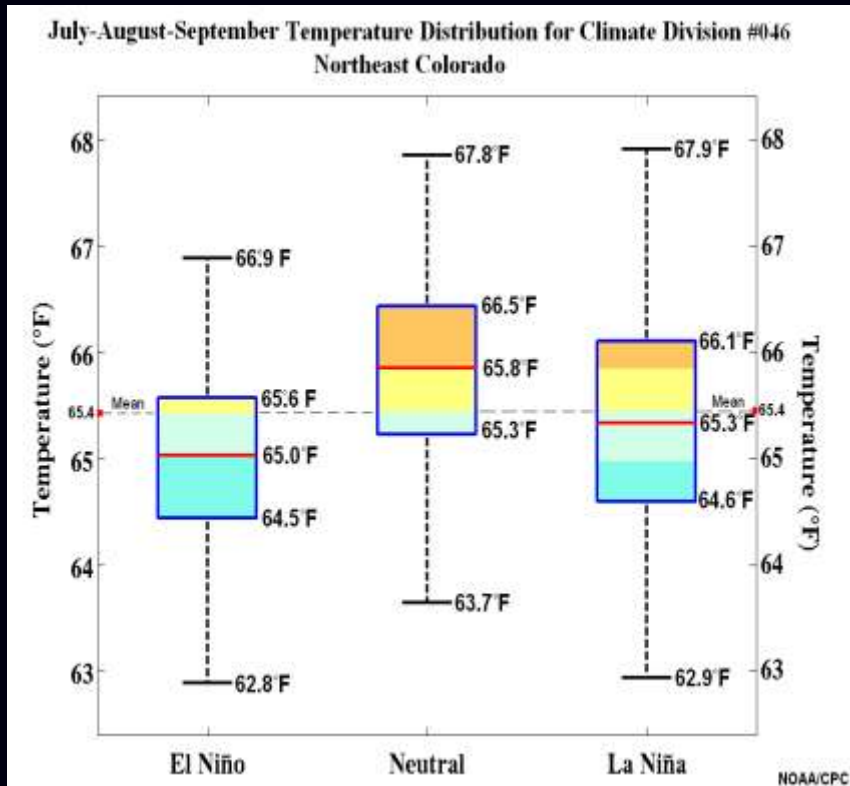 July-August-September Temperature Distribution for Climate Division #046
Northeast Colorado
Temperature (°F)
68
67
66
65.4
65
64
63
Mean
66.9°F
65.6°F
65.0°F
64.5°F
62.8°F
67.8°F
66.5°F
65.8°F
65.3°F
63.7°F
67.9°F
66.1°F
Mean
65.3°F
64.6°F
62.9°F
68
67
66
65.4
65
64
63
Temperature (°F)
El Niño
Neutral
La Niña
NOAA/CPC